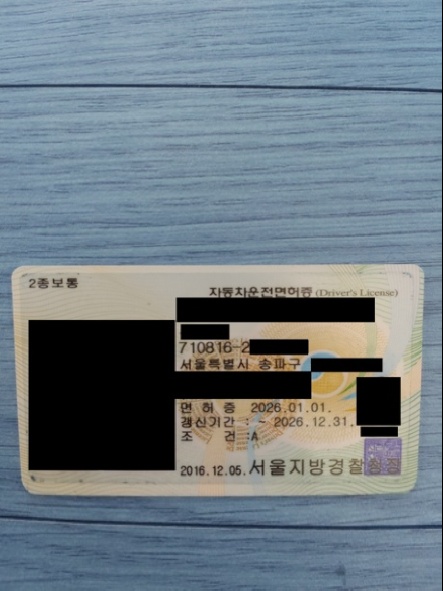 2종보통
자동차운전면허증 (Driver's License)
710816-2
서울특별시 송파구
면 허 증 2026.01.01.
갱신기간 : ~ 2026.12.31.
조 건 :A
2016.12.05. 서울지방경찰청장